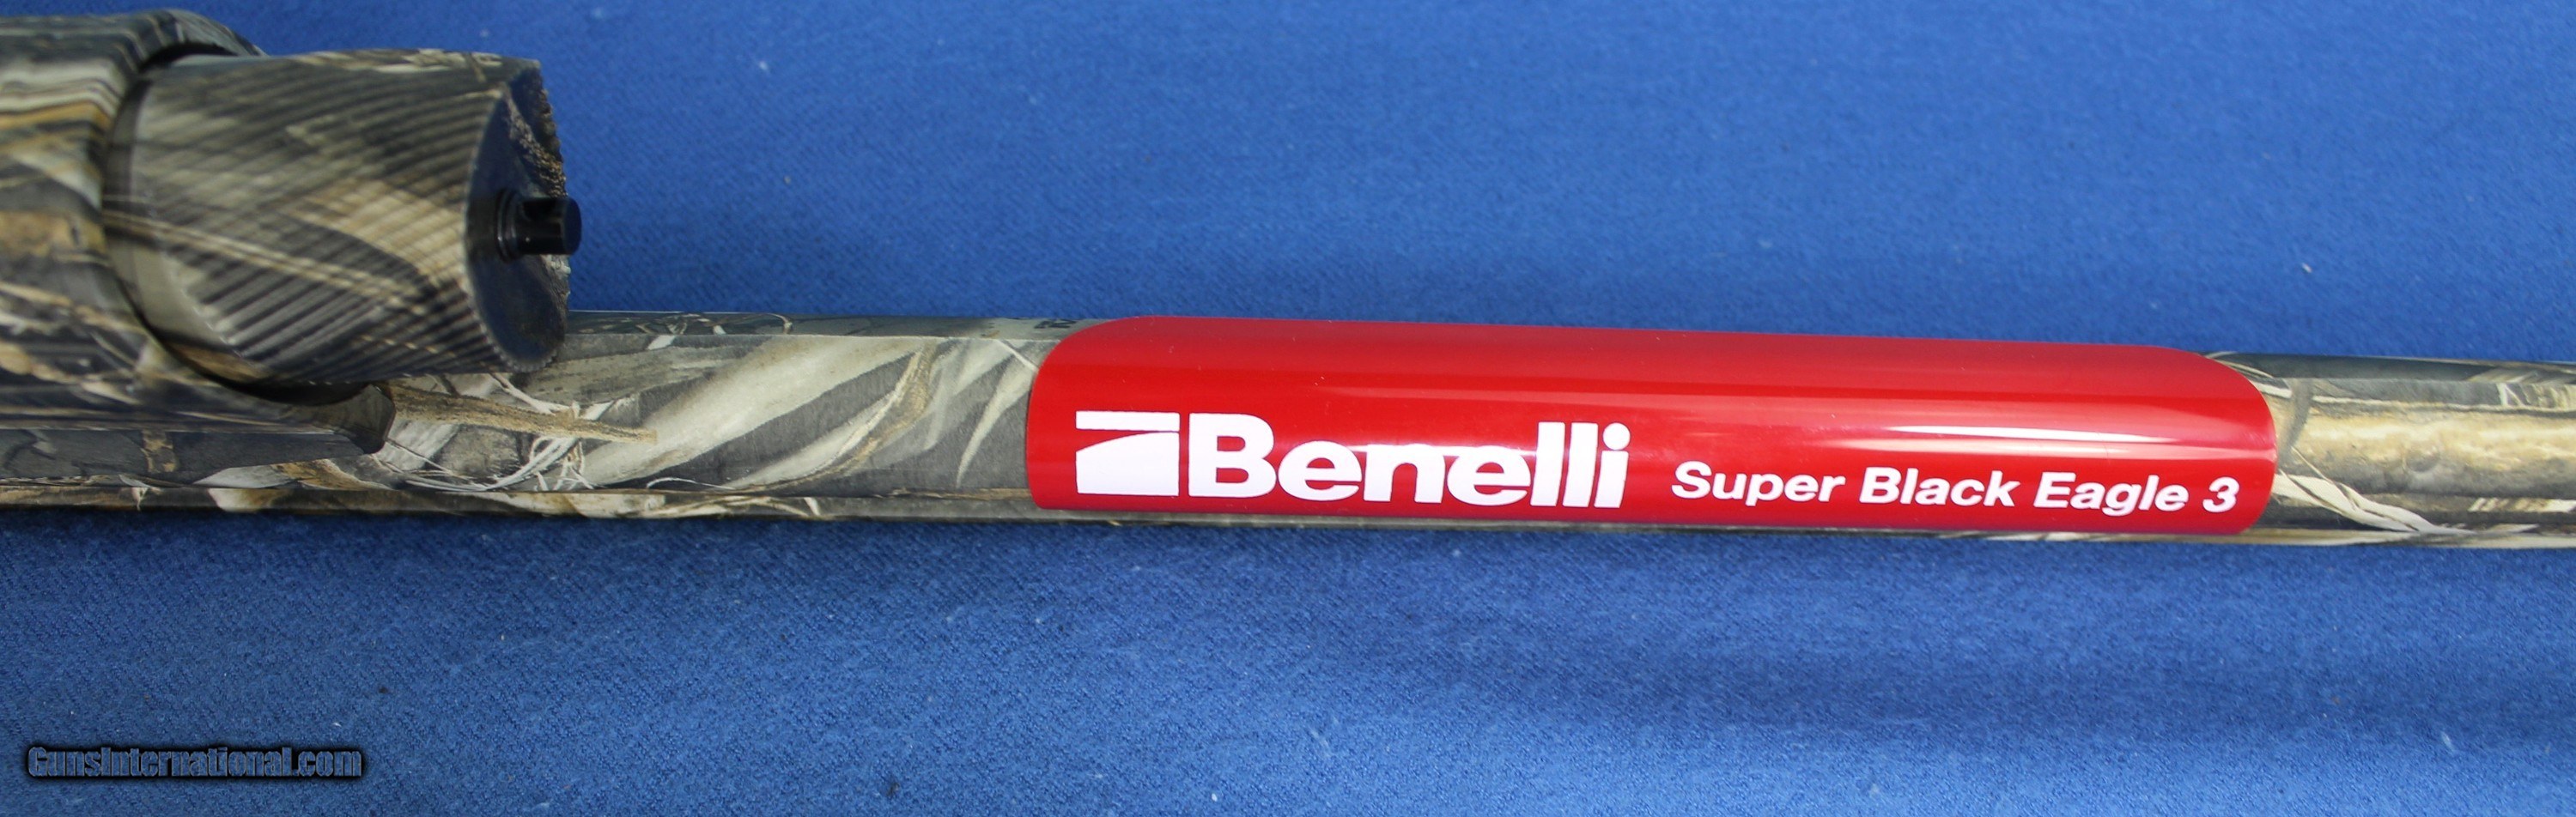 Benelli Super Black Eagle 3
GunsInternational.com